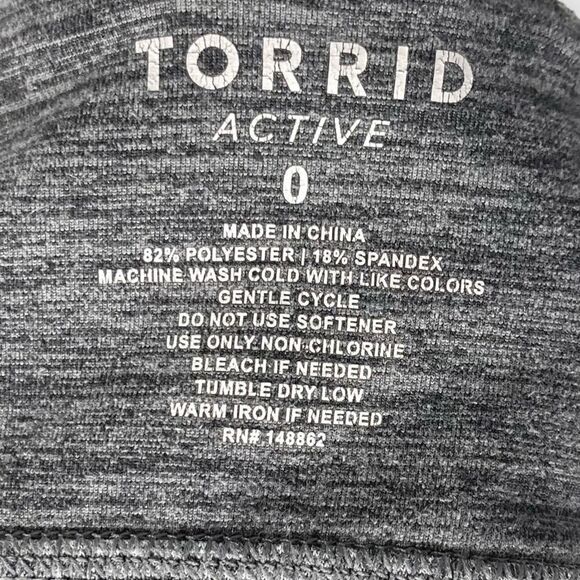 TORRID
ACTIVE
0
MADE IN CHINA
82% POLYESTER | 18% SPANDEX
MACHINE WASH COLD WITH LIKE COLORS
GENTLE CYCLE
DO NOT USE SOFTENER
USE ONLY NON-CHLORINE
BLEACH IF NEEDED
TUMBLE DRY LOW
WARM IRON IF NEEDED
RN# 148862